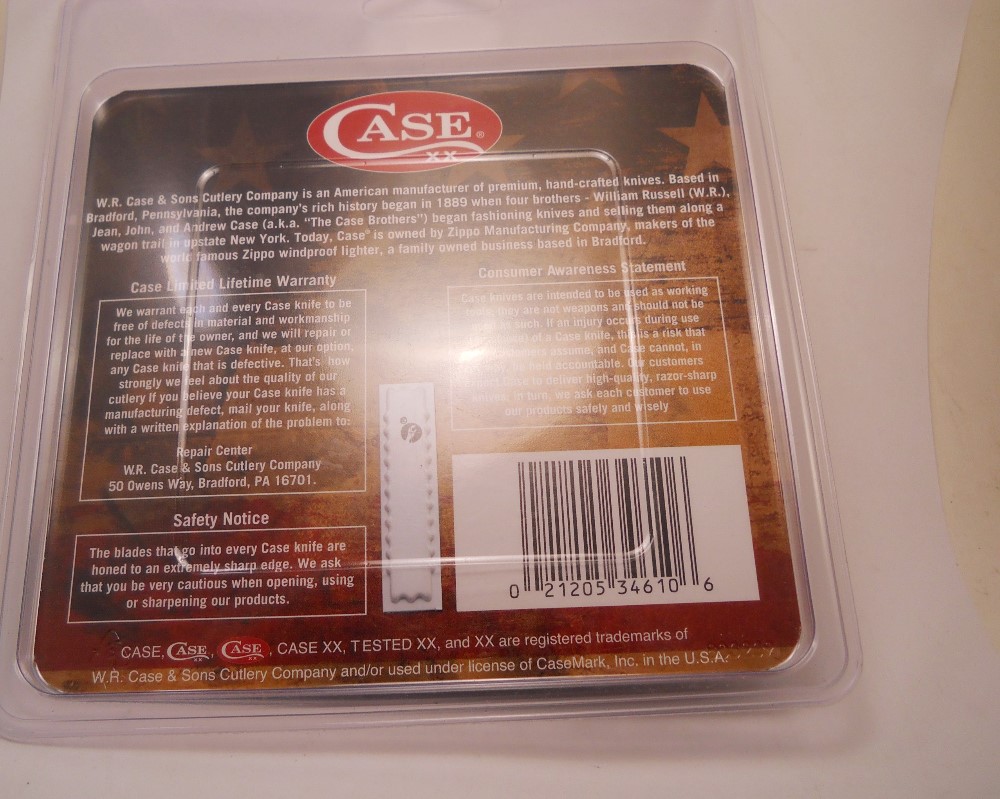 CASE®
XX
W.R. Case & Sons Cutlery Company is an American manufacturer of premium, hand-crafted knives. Based in
Bradford, Pennsylvania, the company's rich history began in 1889 when four brothers - William Russell (W.R.),
Jean, John, and Andrew Case (a.k.a. "The Case Brothers") began fashioning knives and selling them along a
wagon trail in upstate New York. Today, Case® is owned by Zippo Manufacturing Company, makers of the
world famous Zippo windproof lighter, a family owned business based in Bradford.
Case Limited Lifetime Warranty
We warrant each and every Case knife to be
free of defects in material and workmanship
for the life of the owner, and we will repair or
replace with a new Case knife, at our option,
any Case knife that is defective. That's how
strongly we feel about the quality of our
cutlery If you believe your Case knife has a
manufacturing defect, mail your knife, along
with a written explanation of the problem to:
Repair Center
W.R. Case & Sons Cutlery Company
50 Owens Way, Bradford, PA 16701.
Safety Notice
The blades that go into every Case knife are
honed to an extremely sharp edge. We ask
that you be very cautious when opening, using
or sharpening our products.
Consumer Awareness Statement
Case knives are intended to be used as working
they are not weapons and should not be
as such. If an injury occurs during use
of a Case knife, this is a risk that
assume; and Case cannot, in
held accountable. Our customers
to deliver high-quality, razor-sharp
knives. In turn, we ask each customer to use
our products safely and wisely
0 21205 34610 6
CASE, CASE XX, CASE XX, CASE XX, TESTED XX, and XX are registered trademarks of
W.R. Case & Sons Cutlery Company and/or used under license of CaseMark, Inc. in the U.S.A.